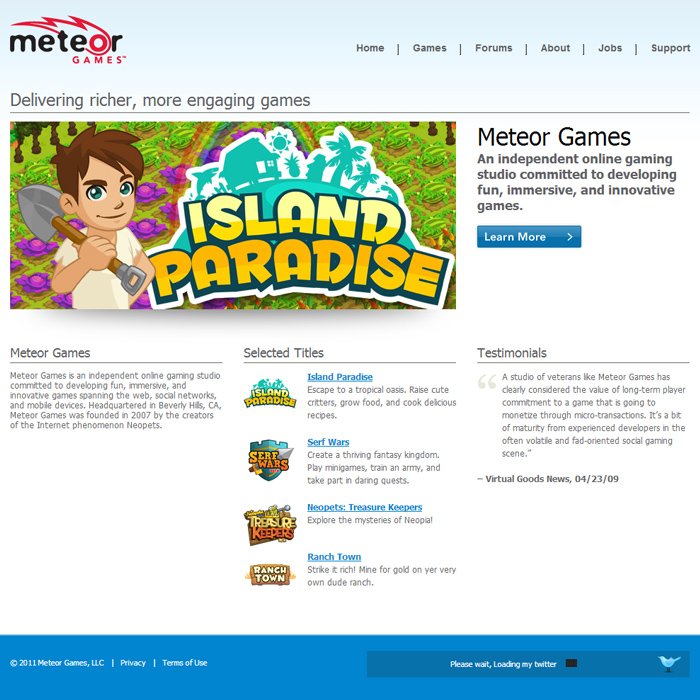 meteor
GAMES™
Home | Games | Forums | About | Jobs | Support
Delivering richer, more engaging games
ISLAND
PARADISE
Meteor Games
An independent online gaming
studio committed to developing
fun, immersive, and innovative
games.
Learn More
Meteor Games
Meteor Games is an independent online gaming studio
committed to developing fun, immersive, and
innovative games spanning the web, social networks,
and mobile devices. Headquartered in Beverly Hills, CA,
Meteor Games was founded in 2007 by the creators
of the Internet phenomenon Neopets.
Selected Titles
ISLAND
PARADISE
Island Paradise
Escape to a tropical oasis. Raise cute
critters, grow food, and cook delicious
recipes.
SERF
WARS
Serf Wars
Create a thriving fantasy kingdom.
Play minigames, train an army, and
take part in daring quests.
TREASURE
KEEPERS
Neopets: Treasure Keepers
Explore the mysteries of Neopia!
RANCH
TOWN
Ranch Town
Strike it rich! Mine for gold on yer very
own dude ranch.
Testimonials
“ A studio of veterans like Meteor Games has
clearly considered the value of long-term player
commitment to a game that is going to
monetize through micro-transactions. It’s a bit
of maturity from experienced developers in the
often volatile and fad-oriented social gaming
scene.”
– Virtual Goods News, 04/23/09
© 2011 Meteor Games, LLC | Privacy | Terms of Use
Please wait, Loading my twitter